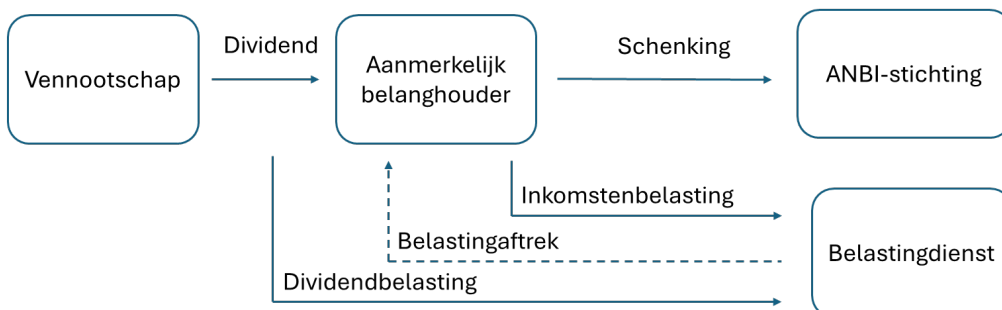 Vennootschap
Dividend
Aanmerkelijk
belanghouder
Schenking
ANBI-stichting
Inkomstenbelasting
Belastingaftrek
Dividendbelasting
Belastingdienst